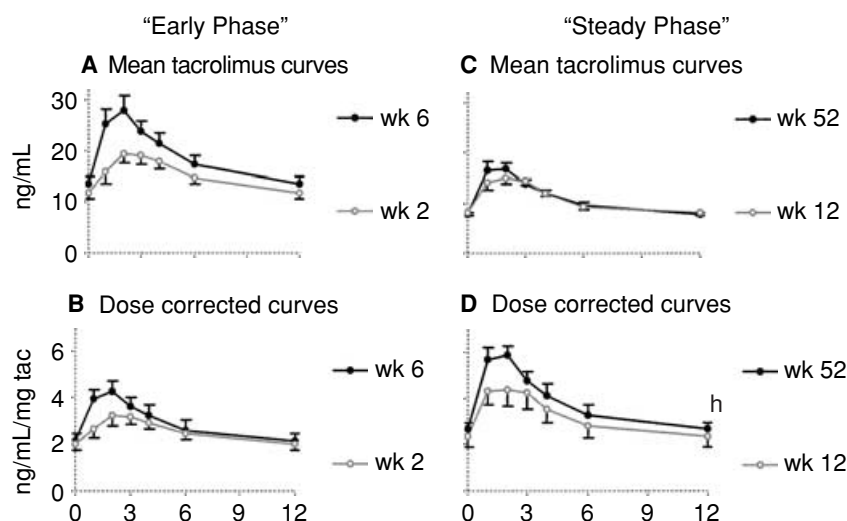 “Early Phase”
“Steady Phase”
A Mean tacrolimus curves
C Mean tacrolimus curves
30
20
10
0
ng/mL
wk 6
wk 2
wk 52
wk 12
B Dose corrected curves
D Dose corrected curves
6
4
2
0
ng/mL/mg tac
wk 6
wk 2
wk 52
h
wk 12
0 3 6 9 12
0 3 6 9 12